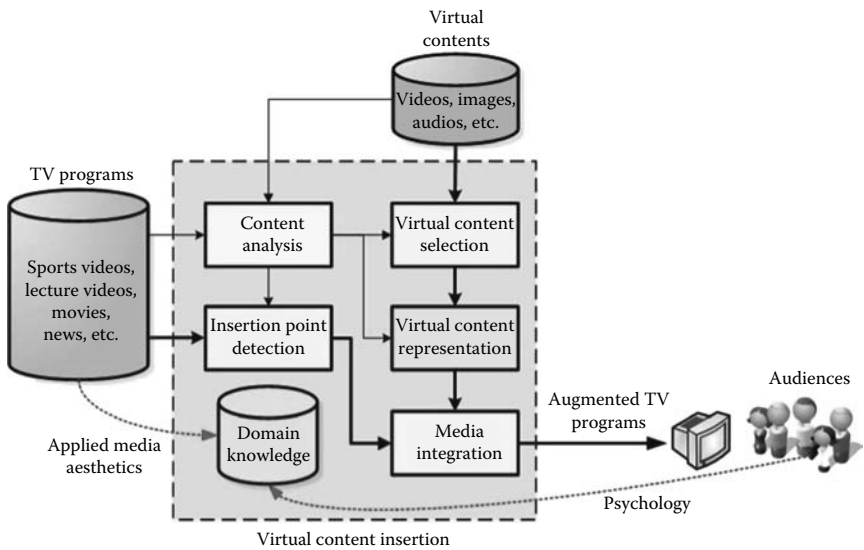 Virtual
contents
Videos, images,
audios, etc.
TV programs
Sports videos,
lecture videos,
movies,
news, etc.
Content
analysis
Virtual content
selection
Insertion point
detection
Virtual content
representation
Domain
knowledge
Media
integration
Applied media
aesthetics
Augmented TV
programs
Audiences
Psychology
Virtual content insertion